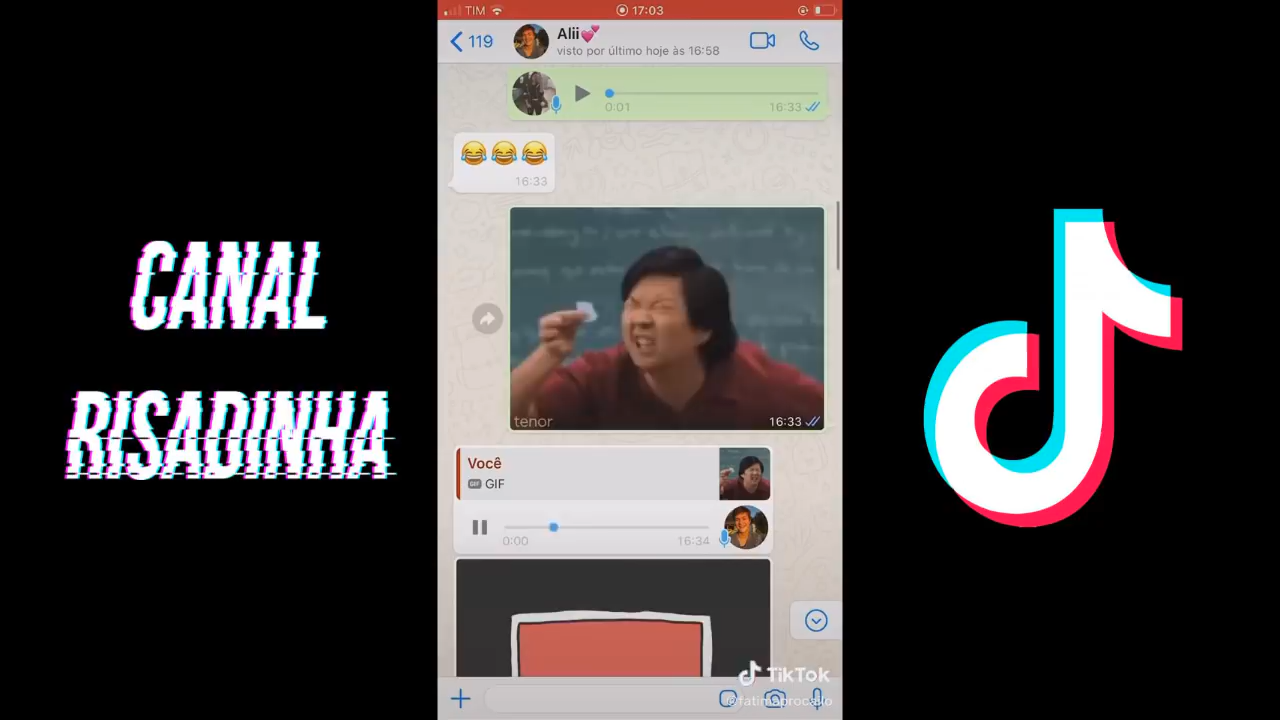 TIM
17:03
119
Alii💕
visto por último hoje às 16:58
0:01
16:33
😂😂😂
16:33
tenor
16:33
Você
GIF GIF
0:00
16:34
CANAL
RISADINHA
TikTok